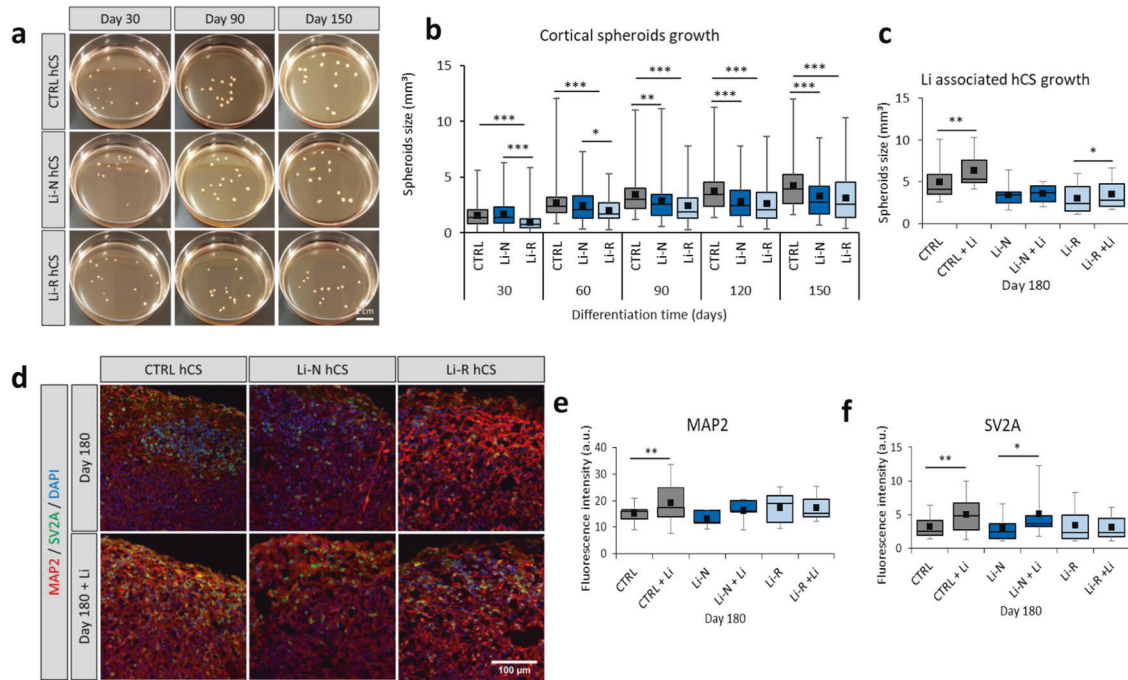 a
Day 30
Day 90
Day 150
CTRL hCS
Li-N hCS
Li-R hCS
b
Cortical spheroids growth
Spheroids size (mm³)
15
10
5
0
***
***
***
*
***
**
***
***
***
***
CTRL
Li-N
Li-R
CTRL
Li-N
Li-R
CTRL
Li-N
Li-R
CTRL
Li-N
Li-R
CTRL
Li-N
Li-R
30
60
90
120
150
Differentiation time (days)
c
Li associated hCS growth
Spheroids size (mm³)
15
10
5
0
**
*
CTRL
CTRL + Li
Li-N
Li-N + Li
Li-R
Li-R +Li
Day 180
d
CTRL hCS
Li-N hCS
Li-R hCS
MAP2 / SV2A / DAPI
Day 180
Day 180 + Li
100 µm
e
MAP2
Fluorescence intensity (a.u.)
40
30
20
10
0
**
CTRL
CTRL + Li
Li-N
Li-N + Li
Li-R
Li-R +Li
Day 180
f
SV2A
Fluorescence intensity (a.u.)
15
10
5
0
**
*
CTRL
CTRL + Li
Li-N
Li-N + Li
Li-R
Li-R +Li
Day 180